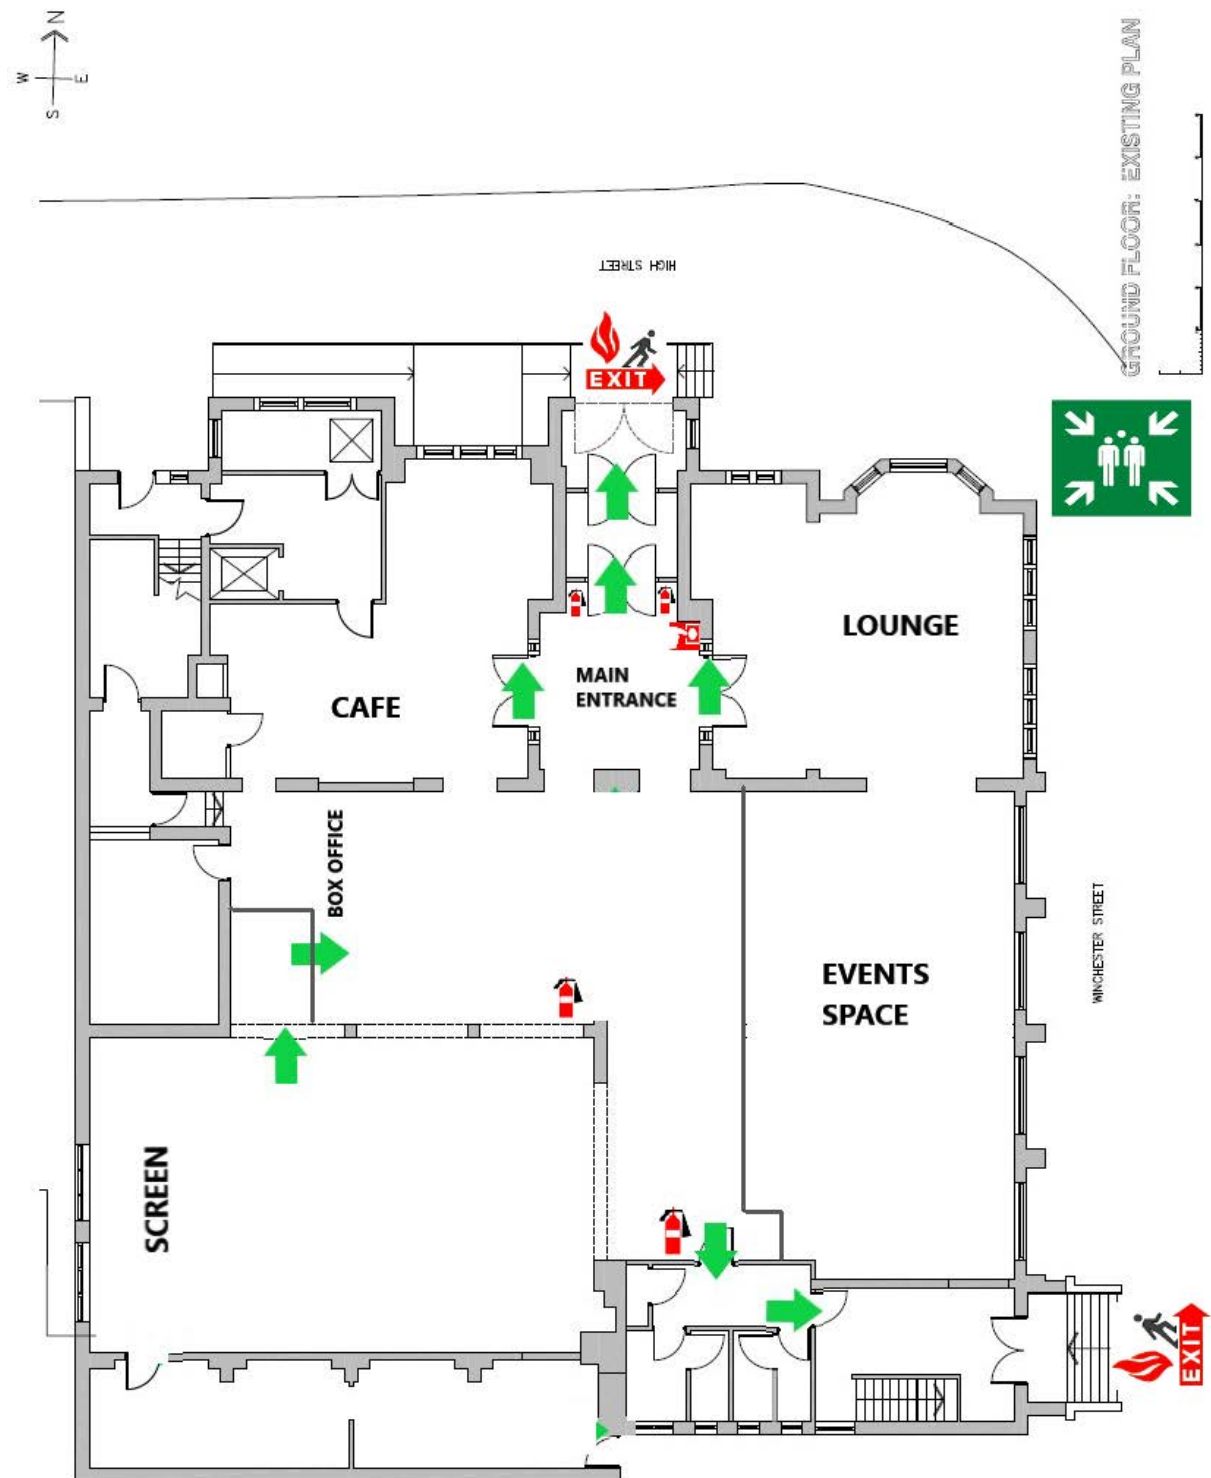 N
W
E
S
GROUND FLOOR: EXISTING PLAN
HIGH STREET
EXIT
LOUNGE
MAIN
ENTRANCE
CAFE
BOX OFFICE
WINCHESTER STREET
EVENTS
SPACE
SCREEN
EXIT